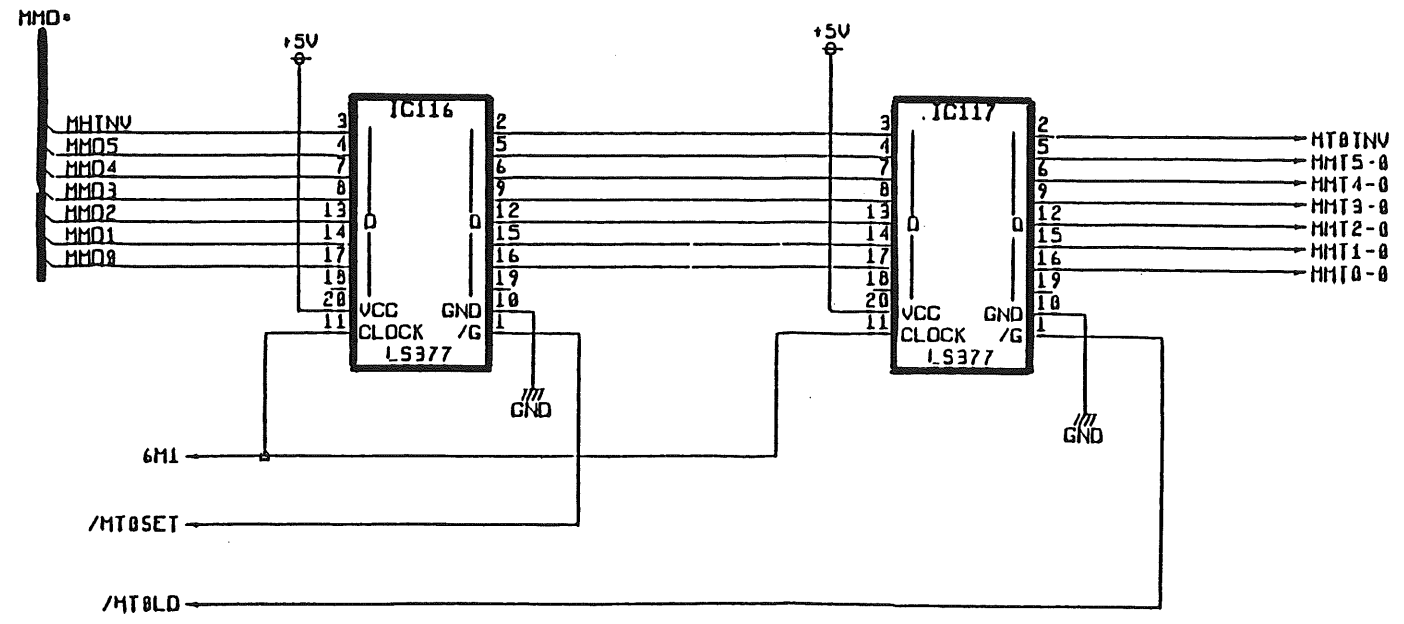 MMD*
+5V
+5V
IC116
IC117
MHINV 3 2 3 2 MT0INV
MMD5 4 5 4 5 MMT5-0
MMD4 7 6 7 6 MMT4-0
MMD3 8 9 8 9 MMT3-0
MMD2 13 D D 12 13 D D 12 MMT2-0
MMD1 14 15 14 15 MMT1-0
MMD0 17 16 17 16 MMT0-0
18 19 18 19
20 VCC GND 10 20 VCC GND 10
11 CLOCK /G 1 11 CLOCK /G 1
LS377
LS377
GND
GND
6M1
/MT0SET
/MT0LD